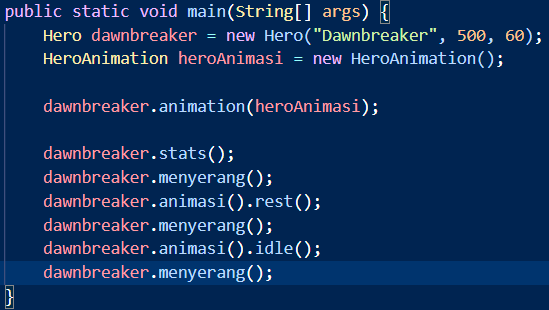 public static void main(String[] args) {
Hero dawnbreaker = new Hero("Dawnbreaker", 500, 60);
HeroAnimation heroAnimasi = new HeroAnimation();
dawnbreaker.animation(heroAnimasi);
dawnbreaker.stats();
dawnbreaker.menyerang();
dawnbreaker.animasi().rest();
dawnbreaker.menyerang();
dawnbreaker.animasi().idle();
dawnbreaker.menyerang();
}